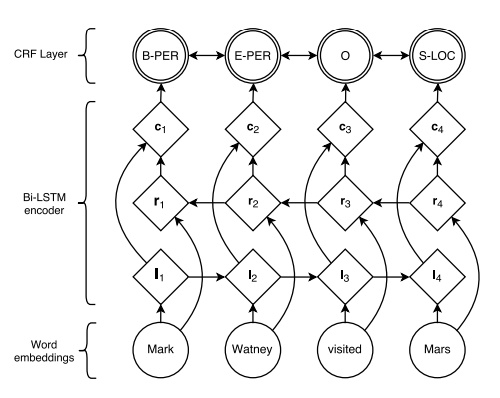 CRF Layer
B-PER E-PER O S-LOC
c1 c2 c3 c4
Bi-LSTM
encoder
r1 r2 r3 r4
l1 l2 l3 l4
Word
embeddings
Mark Watney visited Mars